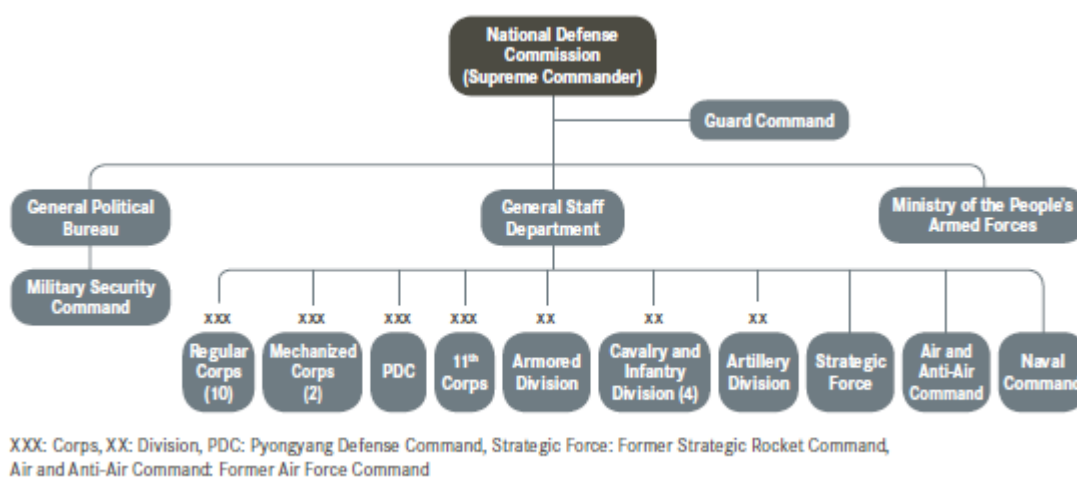 National Defense
Commission
(Supreme Commander)
Guard Command
General Political
Bureau
General Staff
Department
Ministry of the People's
Armed Forces
Military Security
Command
XXX
XXX
XXX
XXX
XX
XX
XX
Regular
Corps
(10)
Mechanized
Corps
(2)
PDC
11th
Corps
Armored
Division
Cavalry and
Infantry
Division (4)
Artillery
Division
Strategic
Force
Air and
Anti-Air
Command
Naval
Command
XXX: Corps, XX: Division, PDC: Pyongyang Defense Command, Strategic Force: Former Strategic Rocket Command,
Air and Anti-Air Command: Former Air Force Command